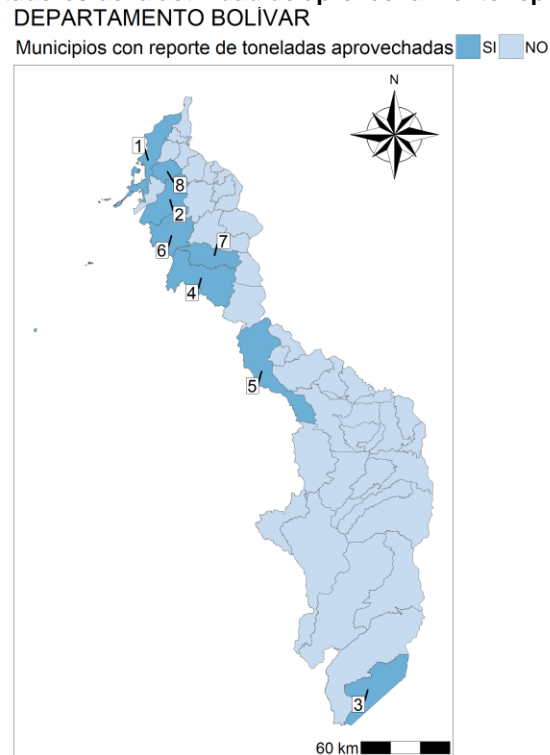 DEPARTAMENTO BOLÍVAR
Municipios con reporte de toneladas aprovechadas SI NO
N
1
8
2
7
6
4
5
3
60 km